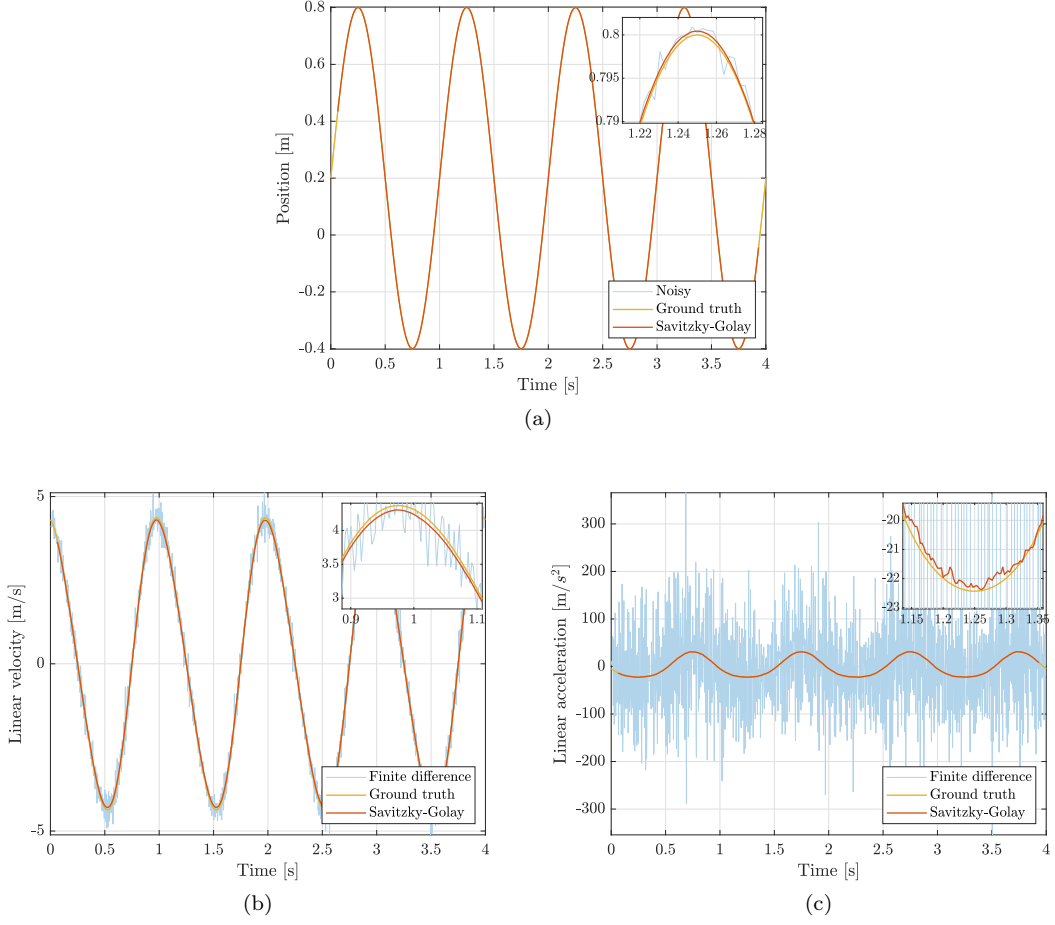 0.8
0.6
0.4
0.2
0
-0.2
-0.4
Position [m]
0.8
0.795
0.79
1.22 1.24 1.26 1.28
Noisy
Ground truth
Savitzky-Golay
0 0.5 1 1.5 2 2.5 3 3.5 4
Time [s]
(a)
5
0
-5
Linear velocity [m/s]
4
3.5
3
0.9 1 1.1
Finite difference
Ground truth
Savitzky-Golay
0 0.5 1 1.5 2 2.5 3 3.5 4
Time [s]
(b)
300
200
100
0
-100
-200
-300
Linear acceleration [m/s²]
-20
-21
-22
-23
1.15 1.2 1.25 1.3 1.35
Finite difference
Ground truth
Savitzky-Golay
0 0.5 1 1.5 2 2.5 3 3.5 4
Time [s]
(c)